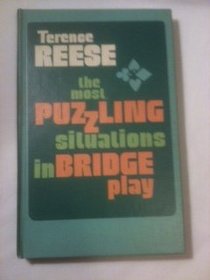 Terence
REESE
the
most
PUZZLING
situations
in BRIDGE
play